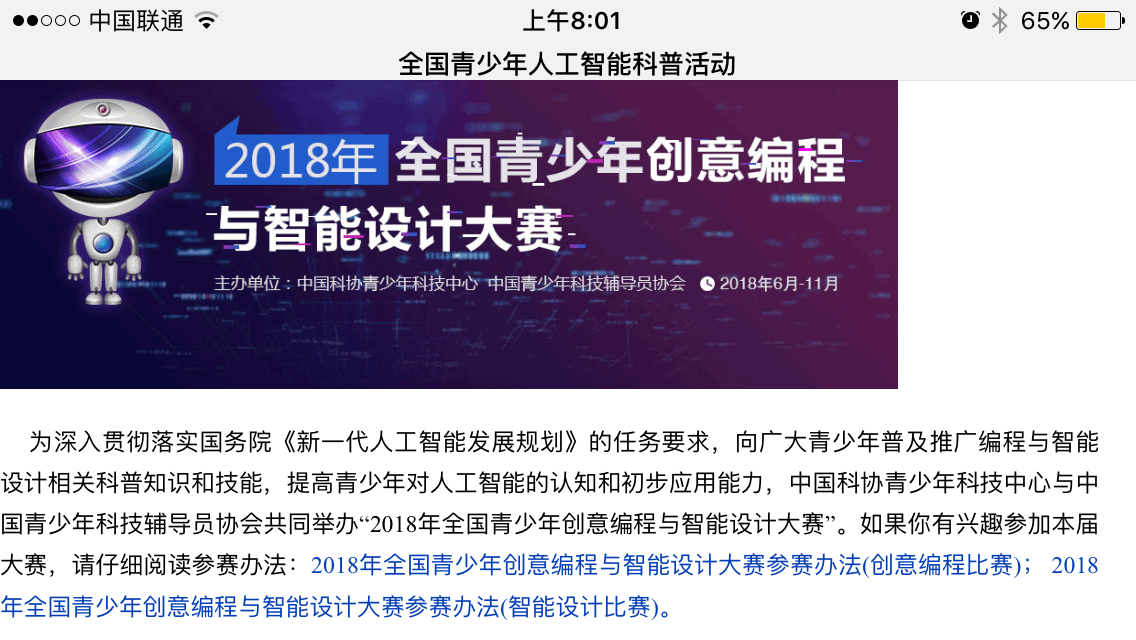 中国联通
上午8:01
65%
全国青少年人工智能科普活动
2018年 全国青少年创意编程
与智能设计大赛
主办单位：中国科协青少年科技中心 中国青少年科技辅导员协会 2018年6月-11月
为深入贯彻落实国务院《新一代人工智能发展规划》的任务要求，向广大青少年普及推广编程与智能
设计相关科普知识和技能，提高青少年对人工智能的认知和初步应用能力，中国科协青少年科技中心与中
国青少年科技辅导员协会共同举办“2018年全国青少年创意编程与智能设计大赛”。如果你有兴趣参加本届
大赛，请仔细阅读参赛办法：2018年全国青少年创意编程与智能设计大赛参赛办法(创意编程比赛)； 2018
年全国青少年创意编程与智能设计大赛参赛办法(智能设计比赛)。